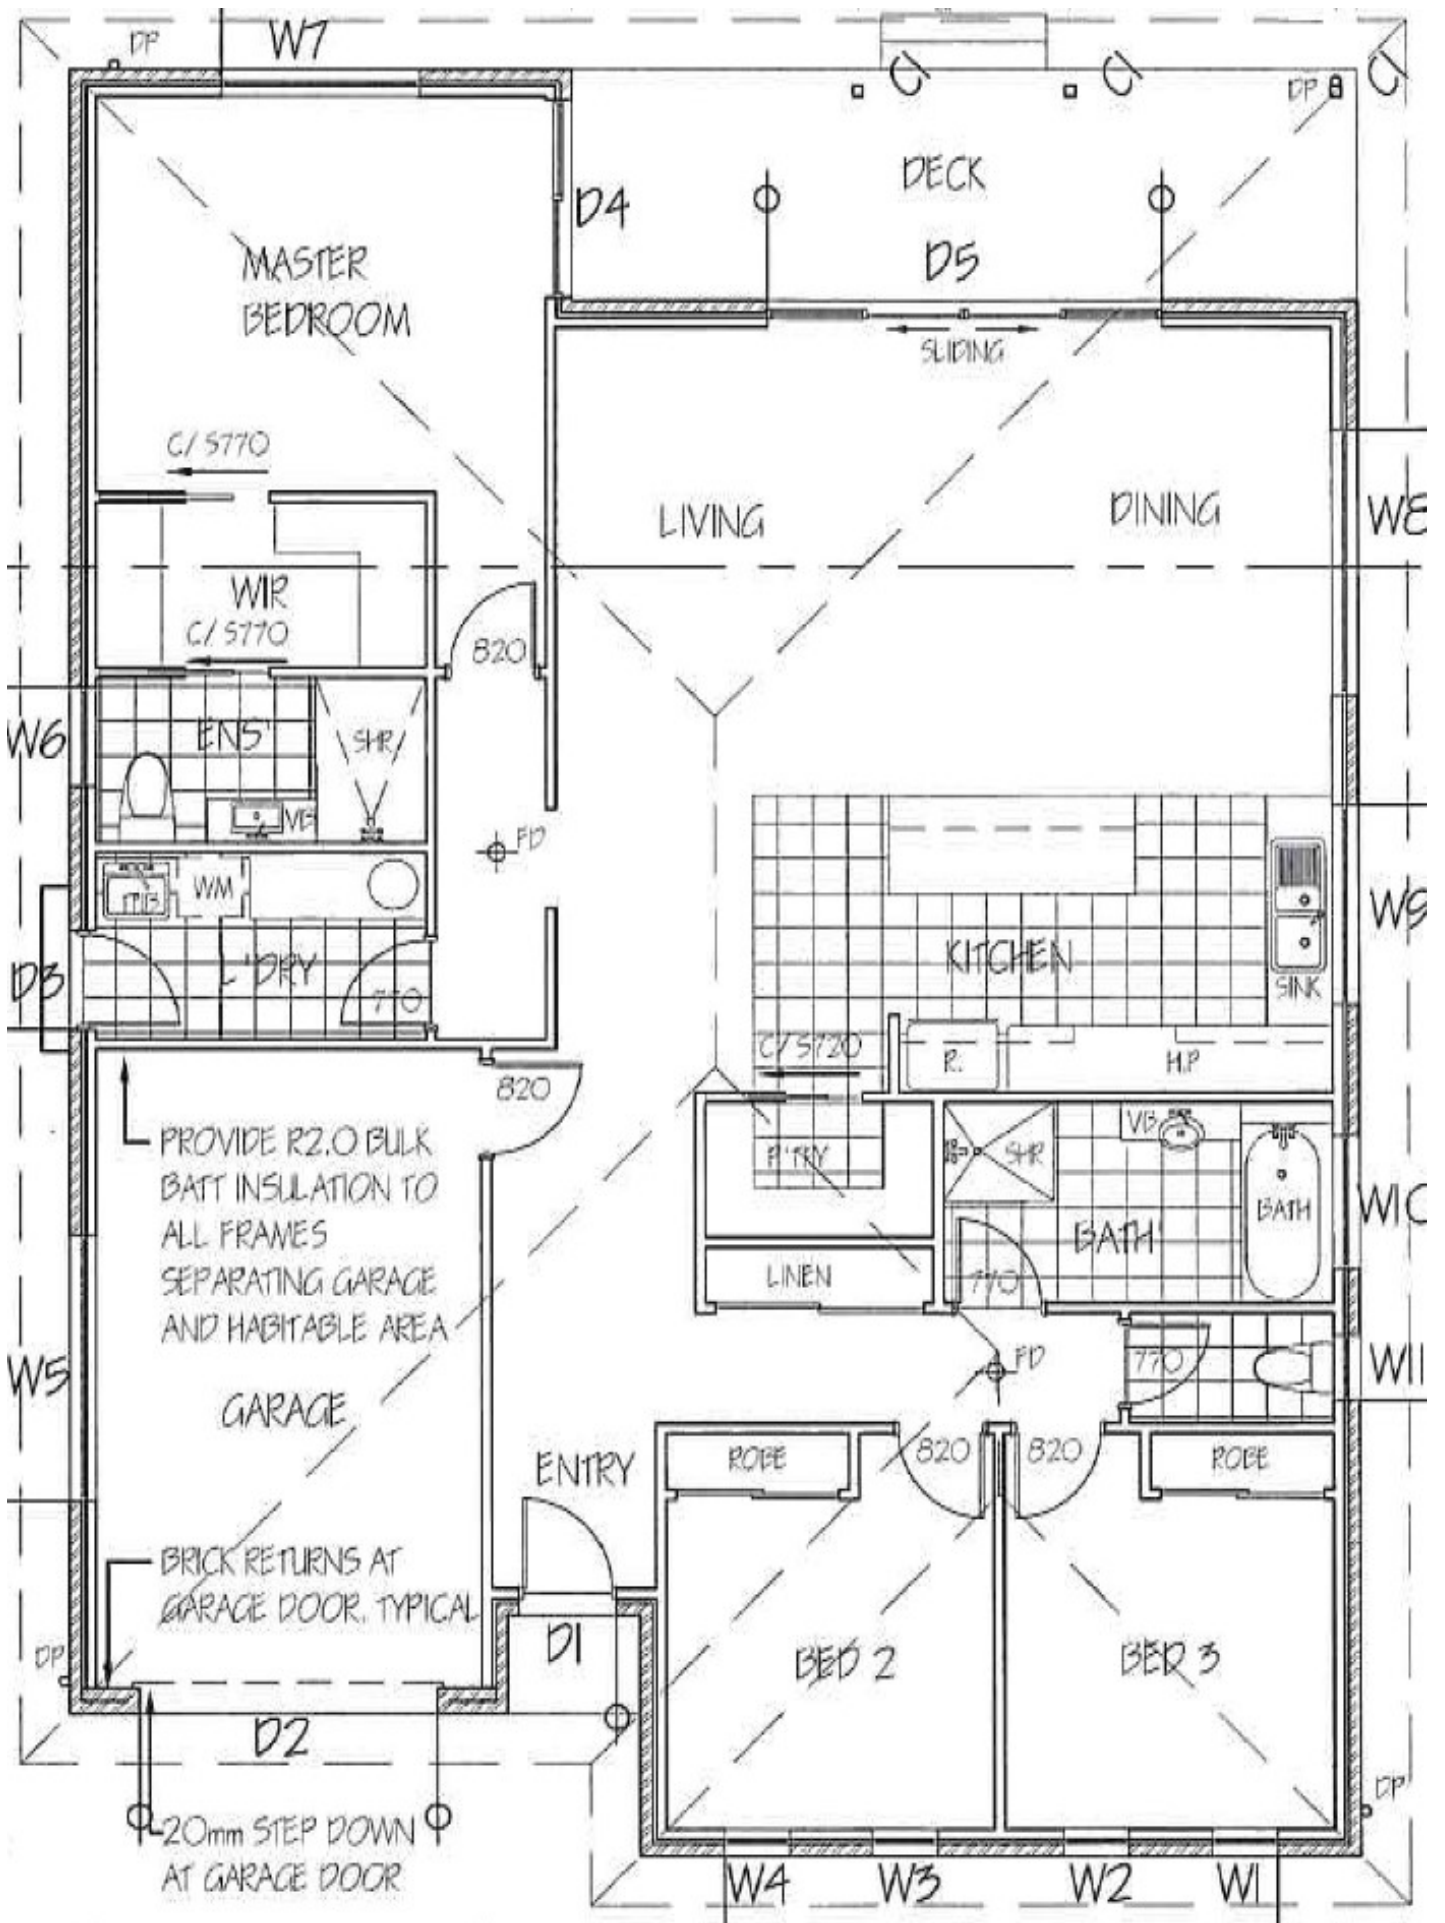 W7
DP
DP
DECK
D4
D5
MASTER
BEDROOM
SLIDING
C/ S770
LIVING
DINING
W8
WIR
C/ S770
820
W6
ENS'
SHR
VB
FD
TUB
WM
W9
D3
L'DRY
770
KITCHEN
SINK
C/ S720
R.
H.P
820
PROVIDE R2.0 BULK
BATT INSULATION TO
ALL FRAMES
SEPARATING GARAGE
AND HABITABLE AREA
P'TRY
SHR
VB
BATH
BATH'
W10
LINEN
770
FD
770
W11
W5
GARAGE
ENTRY
ROBE
820
820
ROBE
BRICK RETURNS AT
GARAGE DOOR. TYPICAL
D1
BED 2
BED 3
DP
D2
DP
20mm STEP DOWN
AT GARAGE DOOR
W4
W3
W2
W1